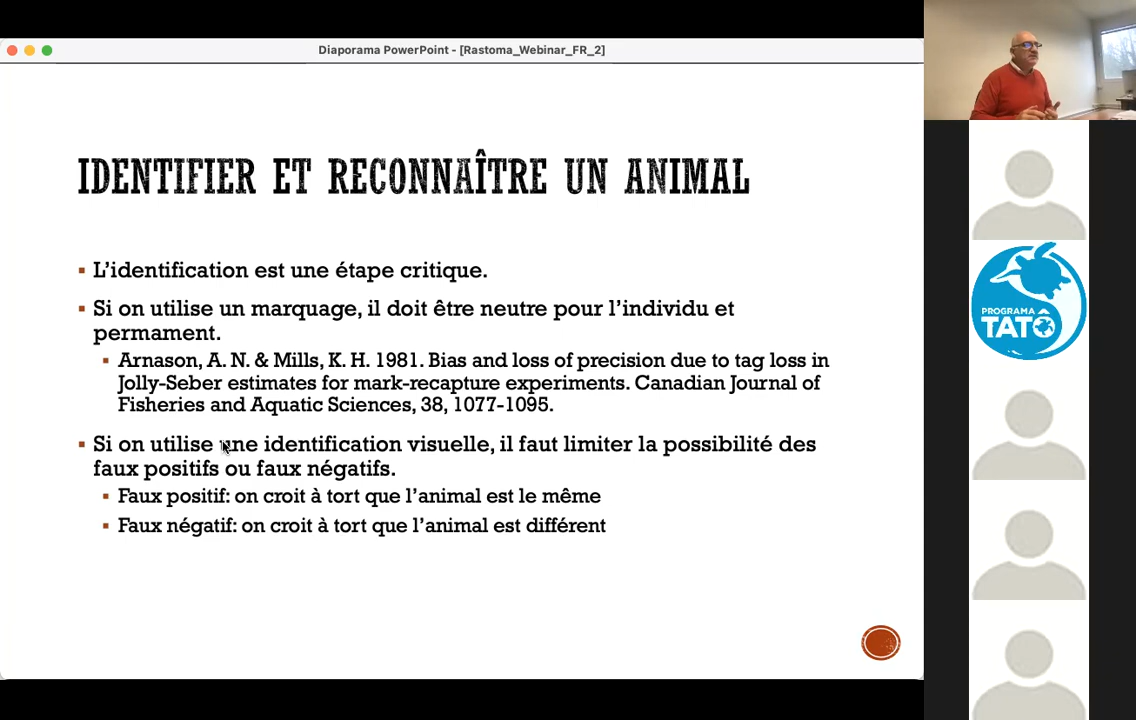 Diaporama PowerPoint - [Rastoma_Webinar_FR_2]
IDENTIFIER ET RECONNAÎTRE UN ANIMAL
▪ L’identification est une étape critique.
▪ Si on utilise un marquage, il doit être neutre pour l’individu et
permament.
▪ Arnason, A. N. & Mills, K. H. 1981. Bias and loss of precision due to tag loss in
Jolly-Seber estimates for mark-recapture experiments. Canadian Journal of
Fisheries and Aquatic Sciences, 38, 1077-1095.
▪ Si on utilise une identification visuelle, il faut limiter la possibilité des
faux positifs ou faux négatifs.
▪ Faux positif: on croit à tort que l’animal est le même
▪ Faux négatif: on croit à tort que l’animal est différent
PROGRAMA
TATÔ